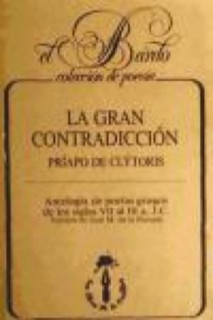 el Bardo
colección de poesía
LA GRAN
CONTRADICCIÓN
PRÍAPO DE CLÝTORIS
Antología de poetas griegos
de los siglos VII al III a. J.C.